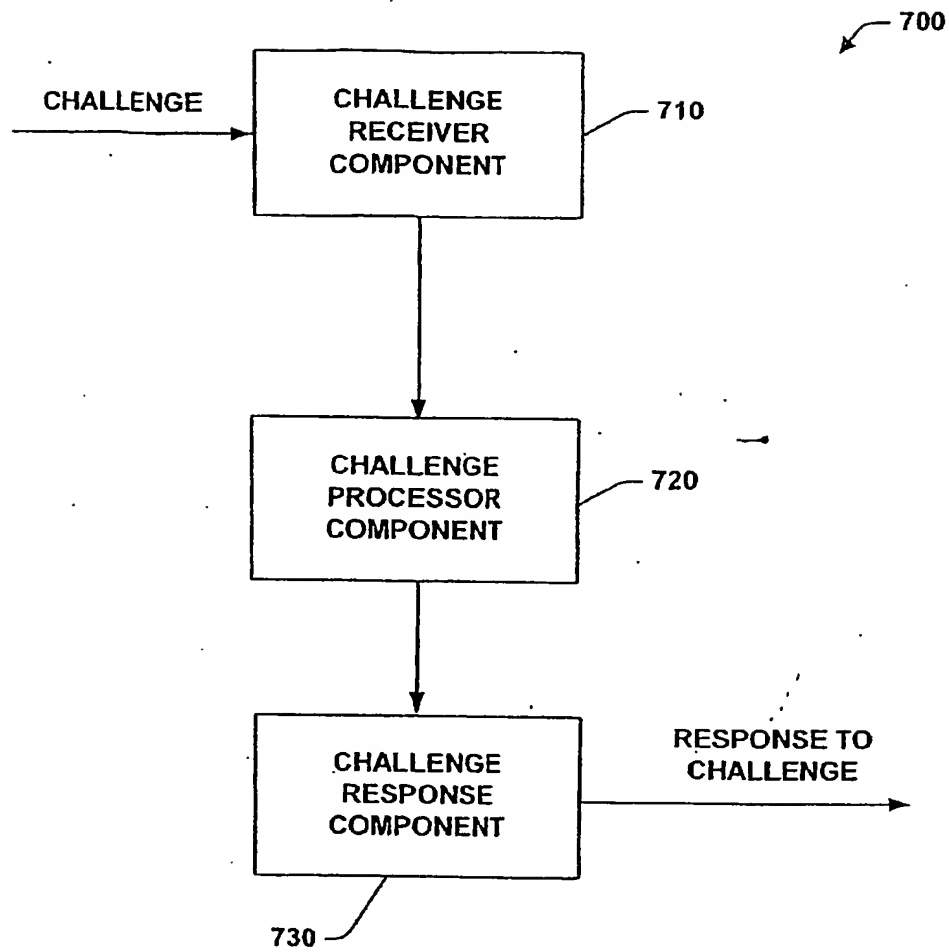 700
CHALLENGE
CHALLENGE
RECEIVER
COMPONENT
710
CHALLENGE
PROCESSOR
COMPONENT
720
CHALLENGE
RESPONSE
COMPONENT
RESPONSE TO
CHALLENGE
730